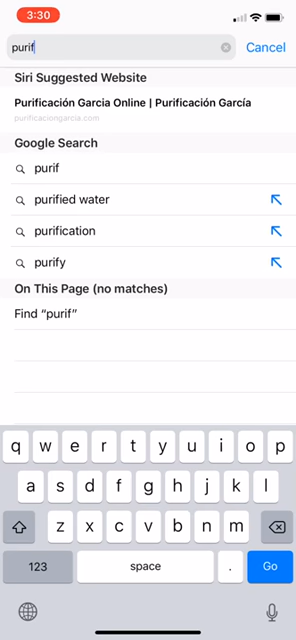 3:30
purif
Cancel
Siri Suggested Website
Purificación Garcia Online | Purificación García
purificaciongarcia.com
Google Search
purif
purified water
purification
purify
On This Page (no matches)
Find “purif”
q w e r t y u i o p
a s d f g h j k l
z x c v b n m
123 space . Go